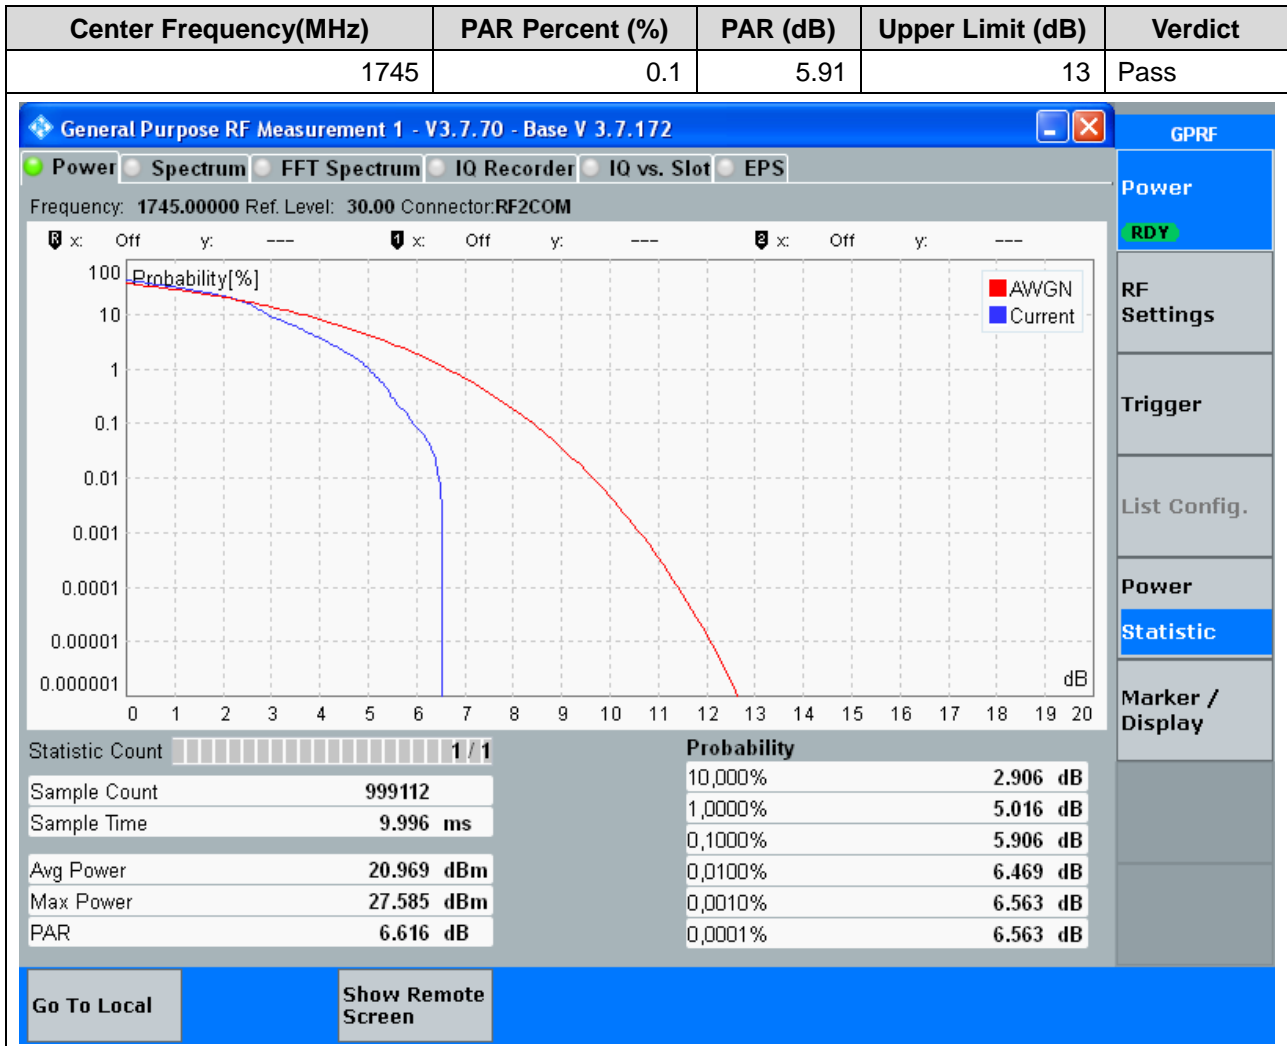 Center Frequency(MHz) PAR Percent (%) PAR (dB) Upper Limit (dB) Verdict
1745 0.1 5.91 13 Pass
General Purpose RF Measurement 1 - V3.7.70 - Base V 3.7.172
GPRF
Power Spectrum FFT Spectrum IQ Recorder IQ vs. Slot EPS
Frequency: 1745.00000 Ref. Level: 30.00 Connector:RF2COM
R x: Off y: --- 1 x: Off y: --- 2 x: Off y: ---
Probability[%]
AWGN
Current
100
10
1
0.1
0.01
0.001
0.0001
0.00001
0.000001
dB
0 1 2 3 4 5 6 7 8 9 10 11 12 13 14 15 16 17 18 19 20
Statistic Count 1 / 1
Sample Count 999112
Sample Time 9.996 ms
Avg Power 20.969 dBm
Max Power 27.585 dBm
PAR 6.616 dB
Probability
10,000% 2.906 dB
1,0000% 5.016 dB
0,1000% 5.906 dB
0,0100% 6.469 dB
0,0010% 6.563 dB
0,0001% 6.563 dB
Power
RDY
RF
Settings
Trigger
List Config.
Power
Statistic
Marker /
Display
Go To Local
Show Remote
Screen